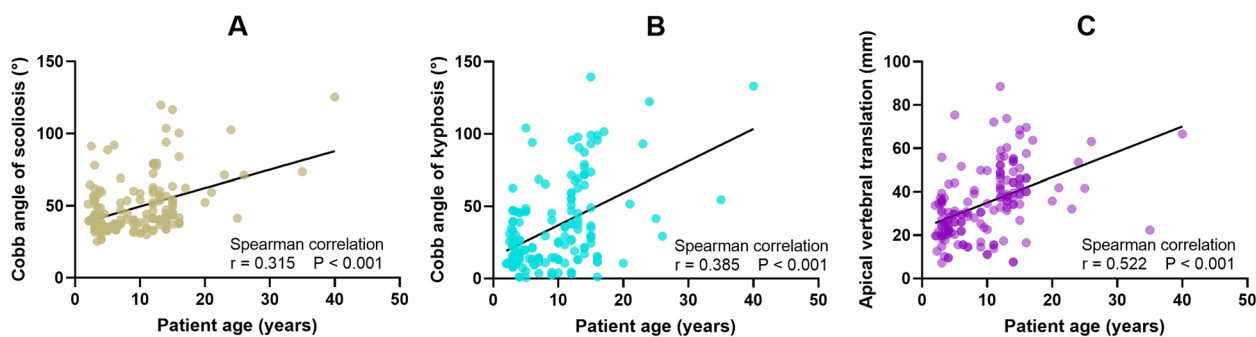 A
Cobb angle of scoliosis (°)
150
100
50
0
0 10 20 30 40 50
Patient age (years)
Spearman correlation
r = 0.315 P < 0.001
B
Cobb angle of kyphosis (°)
150
100
50
0
0 10 20 30 40 50
Patient age (years)
Spearman correlation
r = 0.385 P < 0.001
C
Apical vertebral translation (mm)
100
80
60
40
20
0
0 10 20 30 40 50
Patient age (years)
Spearman correlation
r = 0.522 P < 0.001